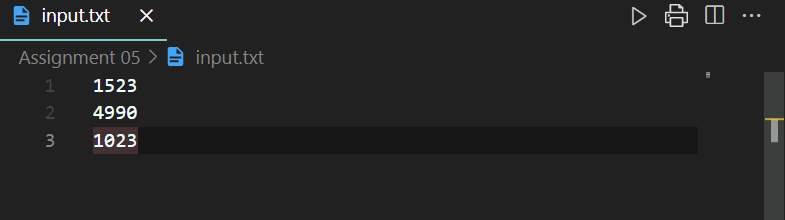 input.txt
Assignment 05 > input.txt
1 1523
2 4990
3 1023